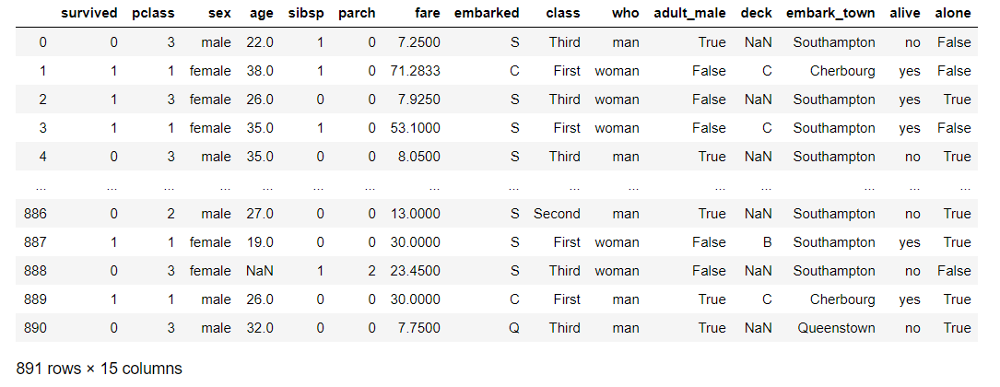 survived pclass sex age sibsp parch fare embarked class who adult_male deck embark_town alive alone
0 0 3 male 22.0 1 0 7.2500 S Third man True NaN Southampton no False
1 1 1 female 38.0 1 0 71.2833 C First woman False C Cherbourg yes False
2 1 3 female 26.0 0 0 7.9250 S Third woman False NaN Southampton yes True
3 1 1 female 35.0 1 0 53.1000 S First woman False C Southampton yes False
4 0 3 male 35.0 0 0 8.0500 S Third man True NaN Southampton no True
... ... ... ... ... ... ... ... ... ... ... ... ... ... ... ...
886 0 2 male 27.0 0 0 13.0000 S Second man True NaN Southampton no True
887 1 1 female 19.0 0 0 30.0000 S First woman False B Southampton yes True
888 0 3 female NaN 1 2 23.4500 S Third woman False NaN Southampton no False
889 1 1 male 26.0 0 0 30.0000 C First man True C Cherbourg yes True
890 0 3 male 32.0 0 0 7.7500 Q Third man True NaN Queenstown no True
891 rows × 15 columns